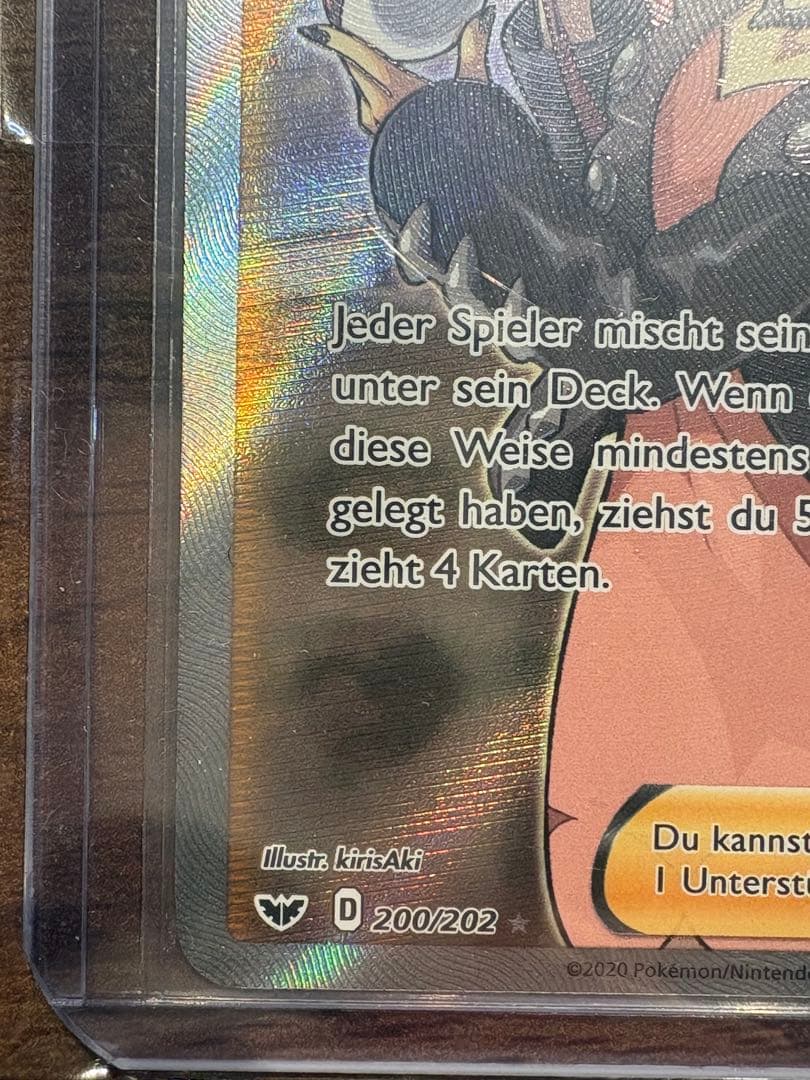 Jeder Spieler mischt sein
unter sein Deck. Wenn
diese Weise mindestens
gelegt haben, ziehst du 5
zieht 4 Karten.
Du kannst
1 Unterstü
Illustr. kirisAki
D 200/202
©2020 Pokémon/Nintendo